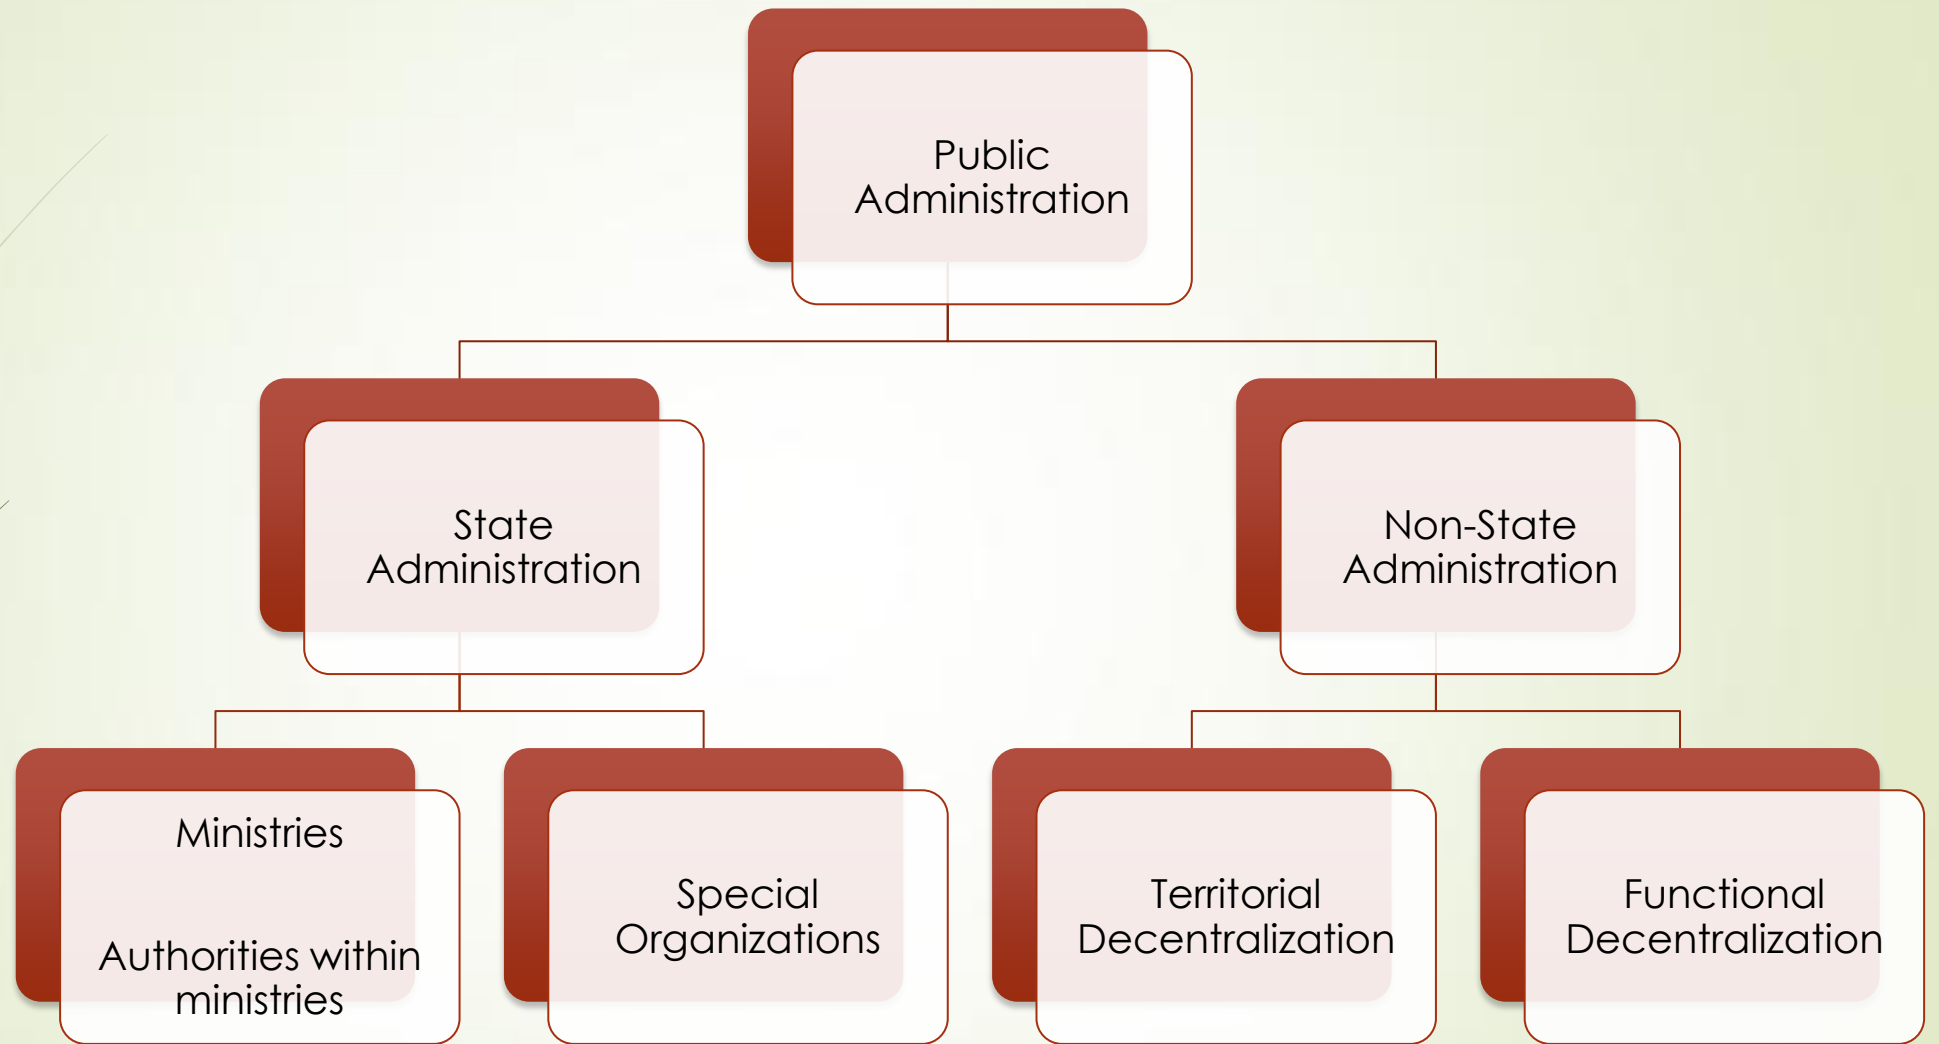 Public
Administration
State
Administration
Non-State
Administration
Ministries
Authorities within
ministries
Special
Organizations
Territorial
Decentralization
Functional
Decentralization